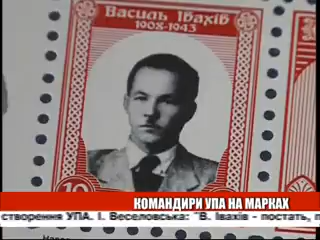 Василь Івахів
1908-1943
10
КОМАНДИРИ УПА НА МАРКАХ
створення УПА. І. Веселовська: "В. Івахів - постать, п